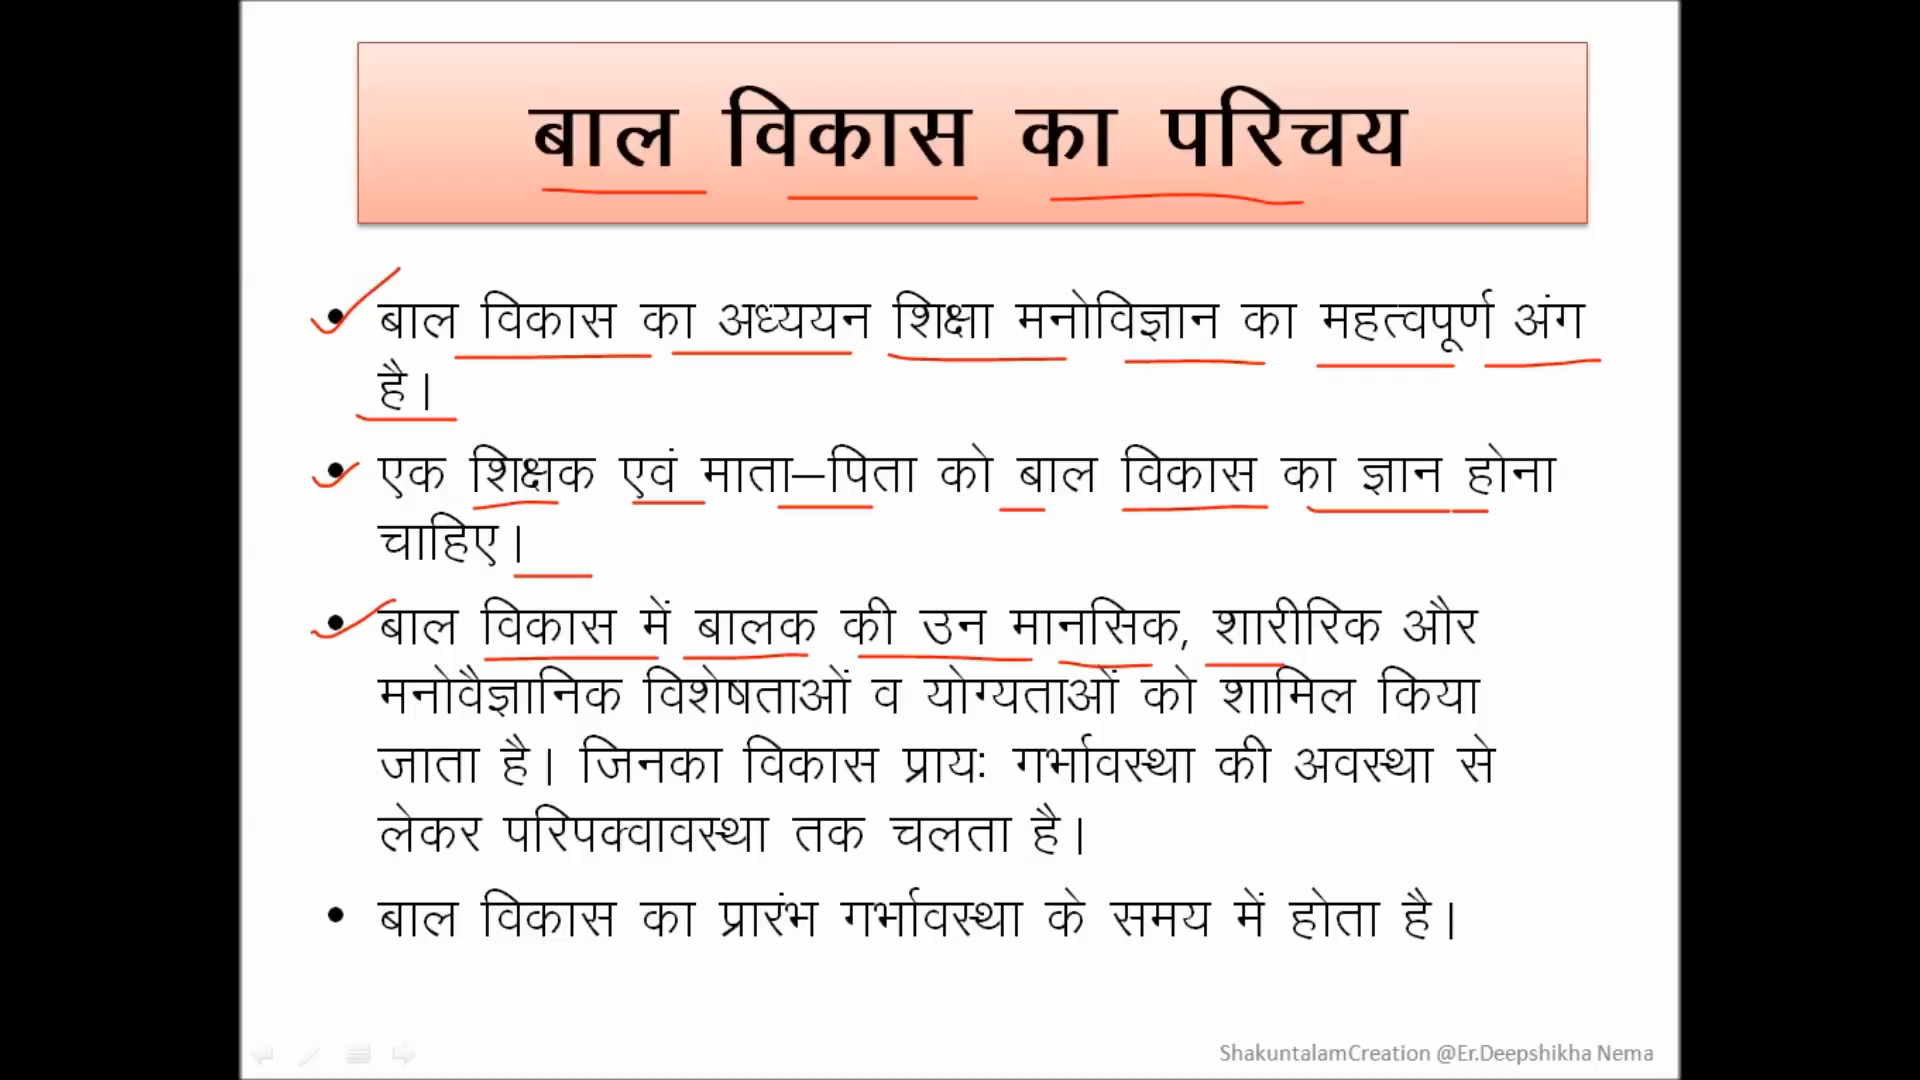 बाल विकास का परिचय
• बाल विकास का अध्ययन शिक्षा मनोविज्ञान का महत्वपूर्ण अंग
है।
• एक शिक्षक एवं माता–पिता को बाल विकास का ज्ञान होना
चाहिए।
• बाल विकास में बालक की उन मानसिक, शारीरिक और
मनोवैज्ञानिक विशेषताओं व योग्यताओं को शामिल किया
जाता है। जिनका विकास प्रायः गर्भावस्था की अवस्था से
लेकर परिपक्वावस्था तक चलता है।
• बाल विकास का प्रारंभ गर्भावस्था के समय में होता है।
ShakuntalamCreation @Er.Deepshikha Nema